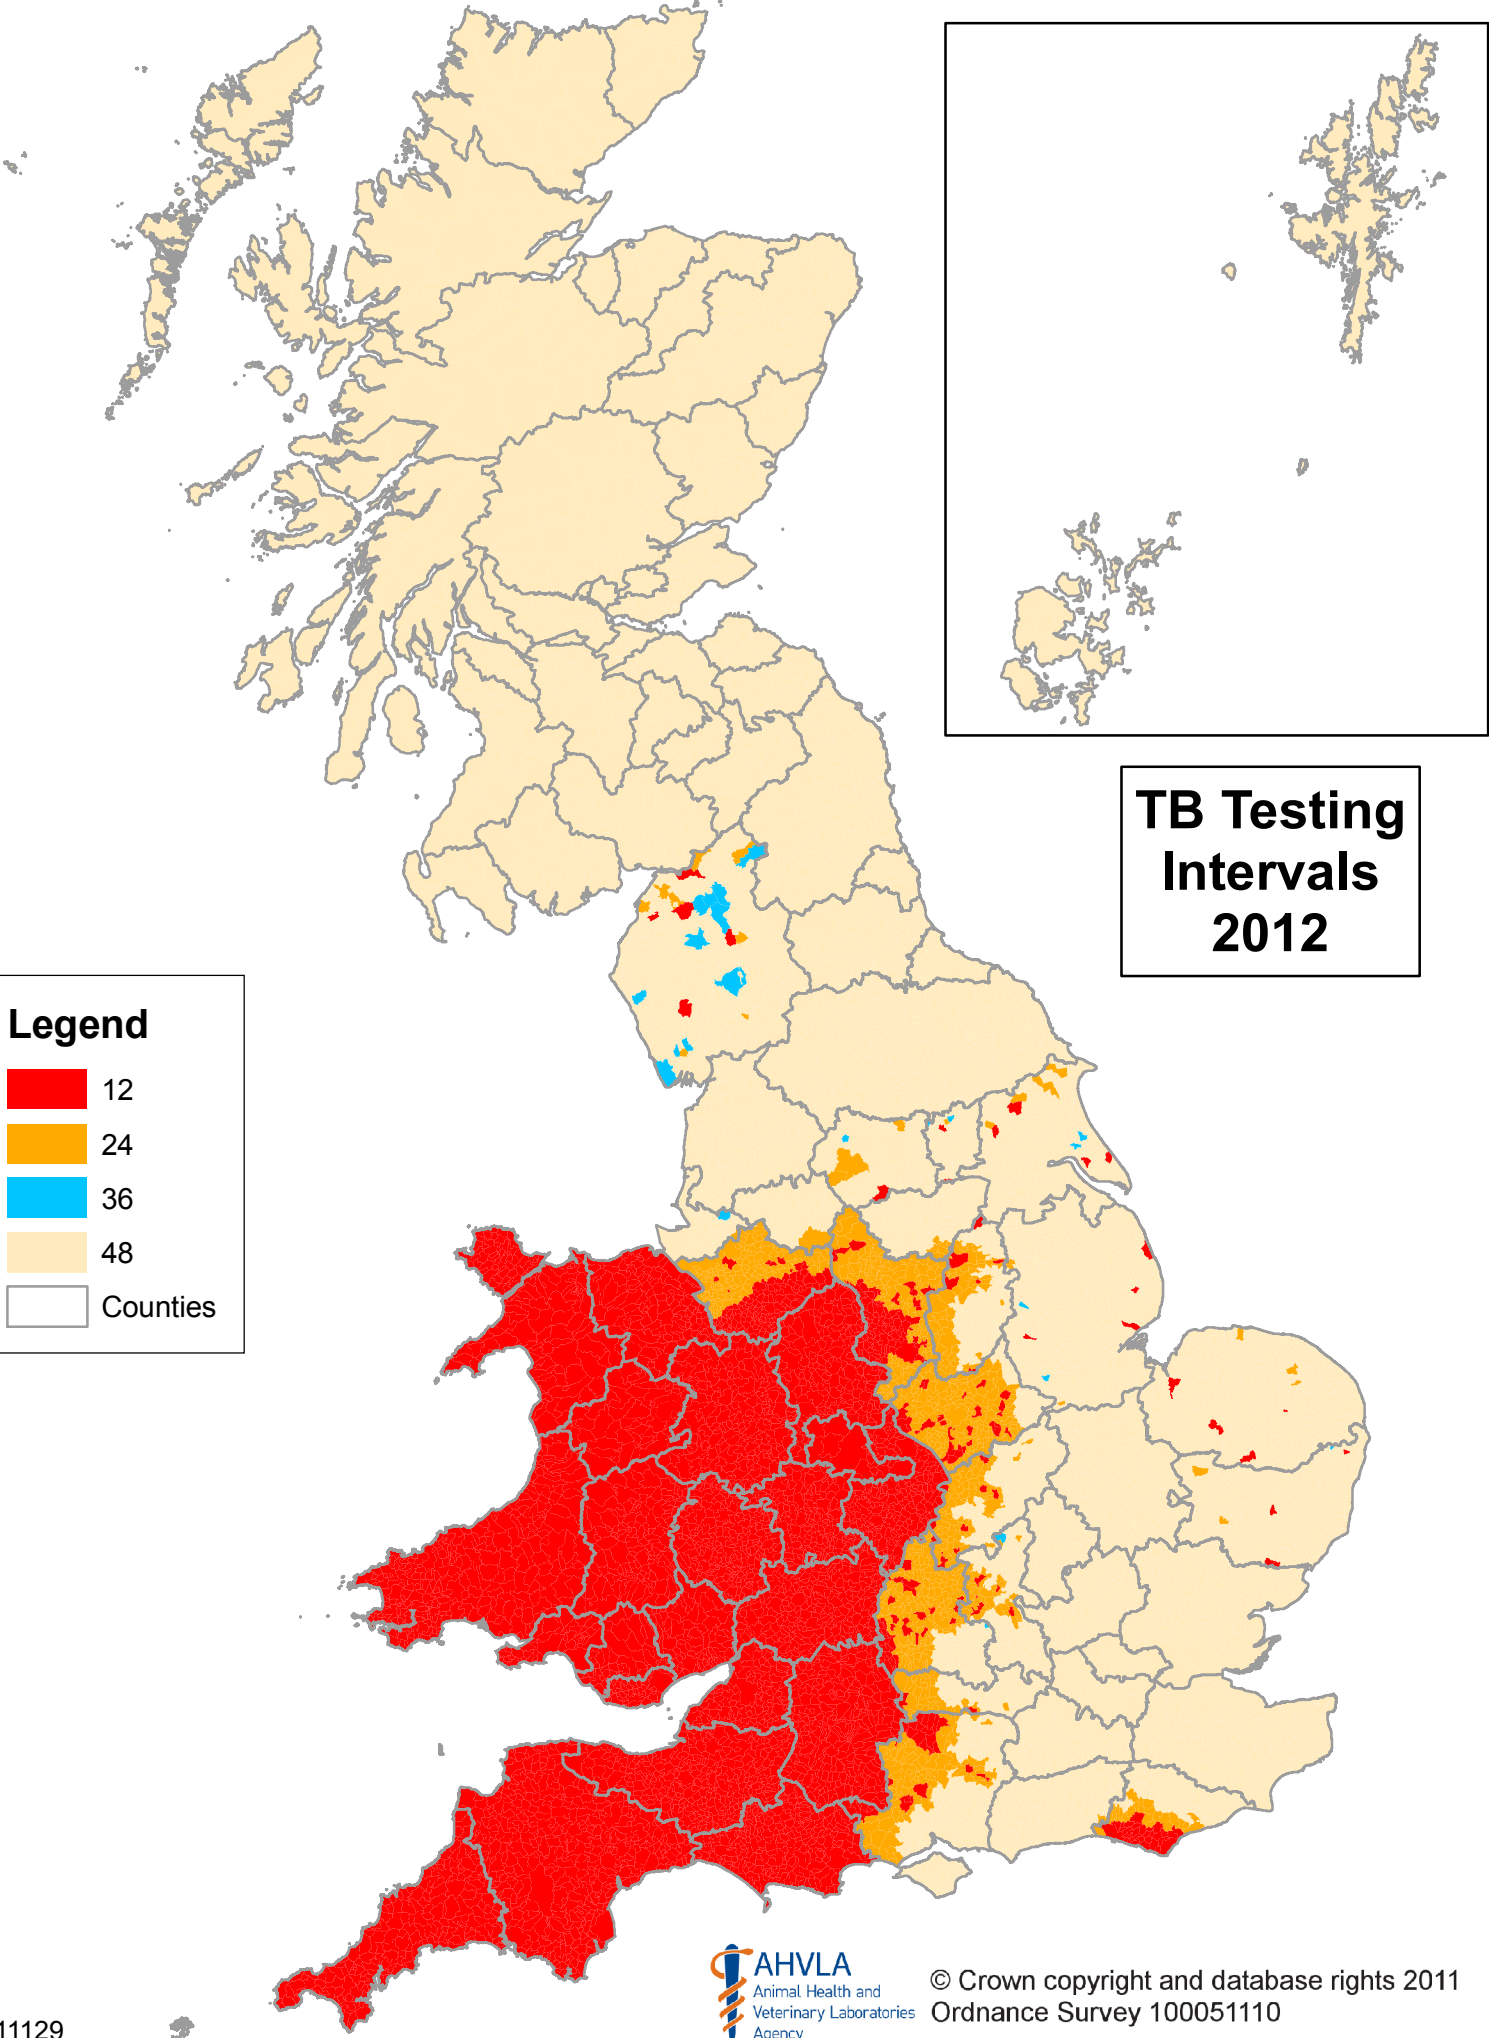 TB Testing
Intervals
2012
Legend
12
24
36
48
Counties
AHVLA
Animal Health and
Veterinary Laboratories
Agency
© Crown copyright and database rights 2011
Ordnance Survey 100051110
11129